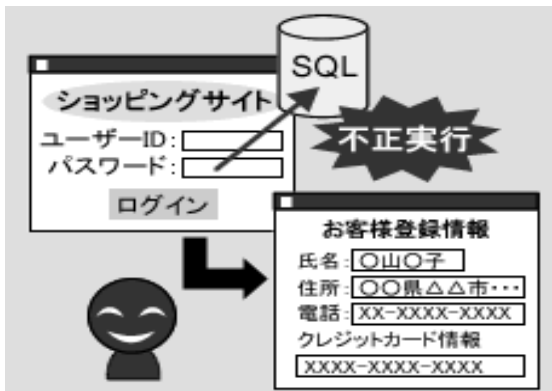 SQL
ショッピングサイト
ユーザーID:
パスワード:
ログイン
不正実行
お客様登録情報
氏名:〇山〇子
住所:〇〇県△△市･･･
電話:XX-XXXX-XXXX
クレジットカード情報
XXXX-XXXX-XXXX